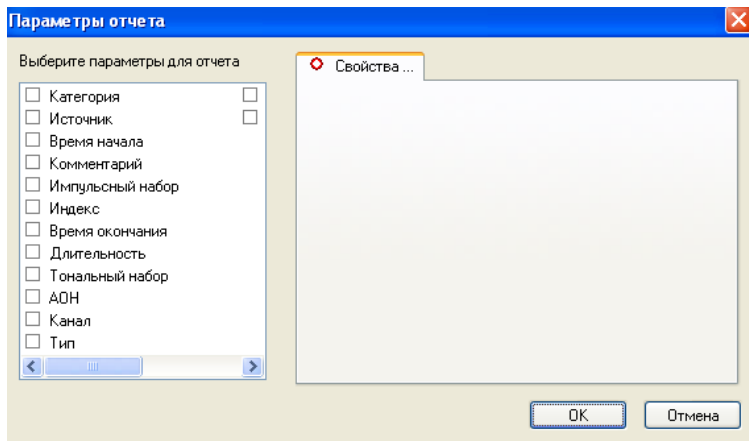 Параметры отчета
Выберите параметры для отчета
Свойства ...
Категория
Источник
Время начала
Комментарий
Импульсный набор
Индекс
Время окончания
Длительность
Тональный набор
АОН
Канал
Тип
OK
Отмена